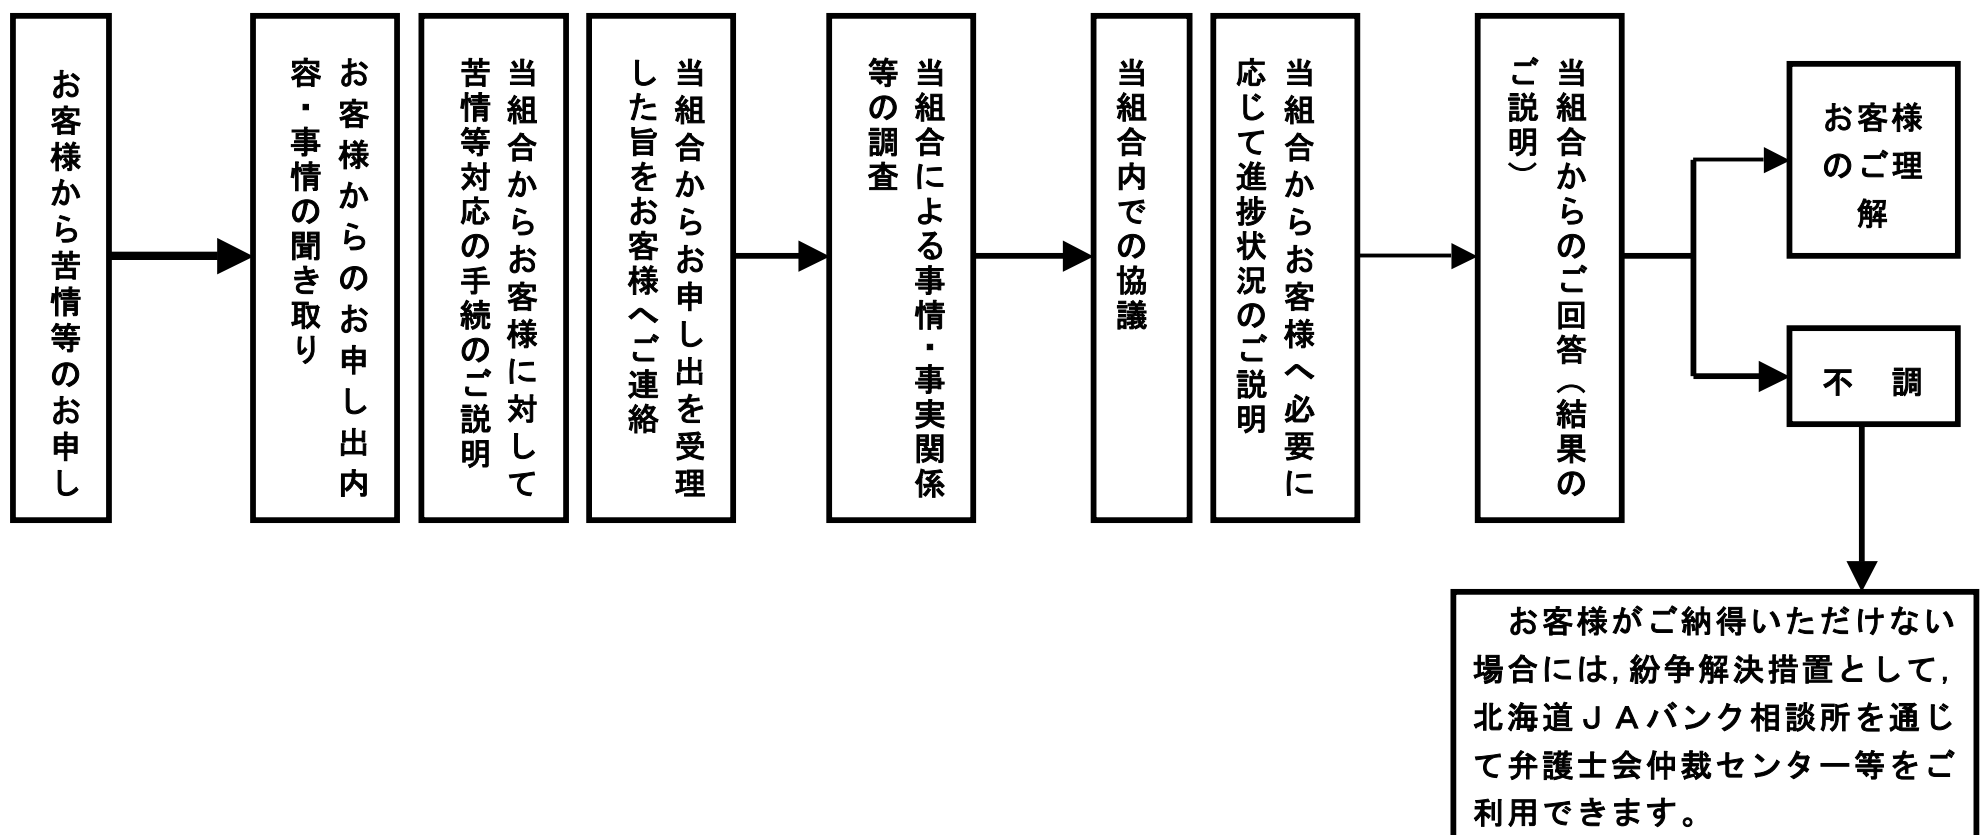 お客様から苦情等のお申し
お客様からのお申し出内
容・事情の聞き取り
当組合からお客様に対して
苦情等対応の手続のご説明
当組合からお申し出を受理
した旨をお客様へご連絡
当組合による事情・事実関係
等の調査
当組合内での協議
当組合からお客様へ必要に
応じて進捗状況のご説明
当組合からのご回答（結果の
ご説明）
お客様
のご理
解
不　調
お客様がご納得いただけない
場合には,紛争解決措置として,
北海道ＪＡバンク相談所を通じ
て弁護士会仲裁センター等をご
利用できます。